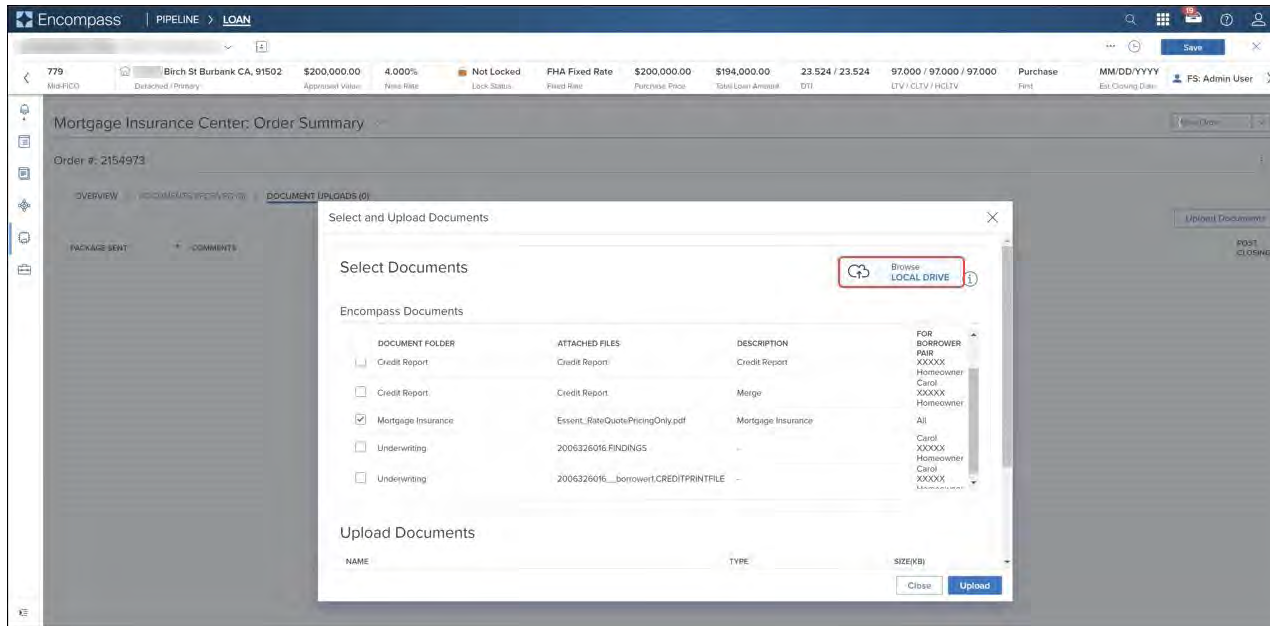 Encompass | PIPELINE > LOAN 19
... Save
779 Birch St Burbank CA, 91502 $200,000.00 4.000% Not Locked FHA Fixed Rate $200,000.00 $194,000.00 23.524 / 23.524 97.000 / 97.000 / 97.000 Purchase MM/DD/YYYY FS: Admin User
Mid-FICO Detached / Primary Appraised Value Note Rate Lock Status Fixed Rate Purchase Price Total Loan Amount DTI LTV / CLTV / HCLTV First Est Closing Date
Mortgage Insurance Center: Order Summary
Order #: 2154973
OVERVIEW DOCUMENT UPLOADS (0)
Upload Documents
PACKAGE SENT COMMENTS POST
CLOSING
Select and Upload Documents
Select Documents
Browse
LOCAL DRIVE
Encompass Documents
DOCUMENT FOLDER ATTACHED FILES DESCRIPTION FOR
BORROWER
PAIR
Credit Report Credit Report Credit Report XXXXX
Homeowner
Credit Report Credit Report Merge Carol
XXXXX
Homeowner
Mortgage Insurance Essent_RateQuotePricingOnly.pdf Mortgage Insurance All
Underwriting 2006326016.FINDINGS - Carol
XXXXX
Homeowner
Underwriting 2006326016__borrower1.CREDITPRINTFILE - Carol
XXXXX
Upload Documents
NAME TYPE SIZE(KB)
Close Upload